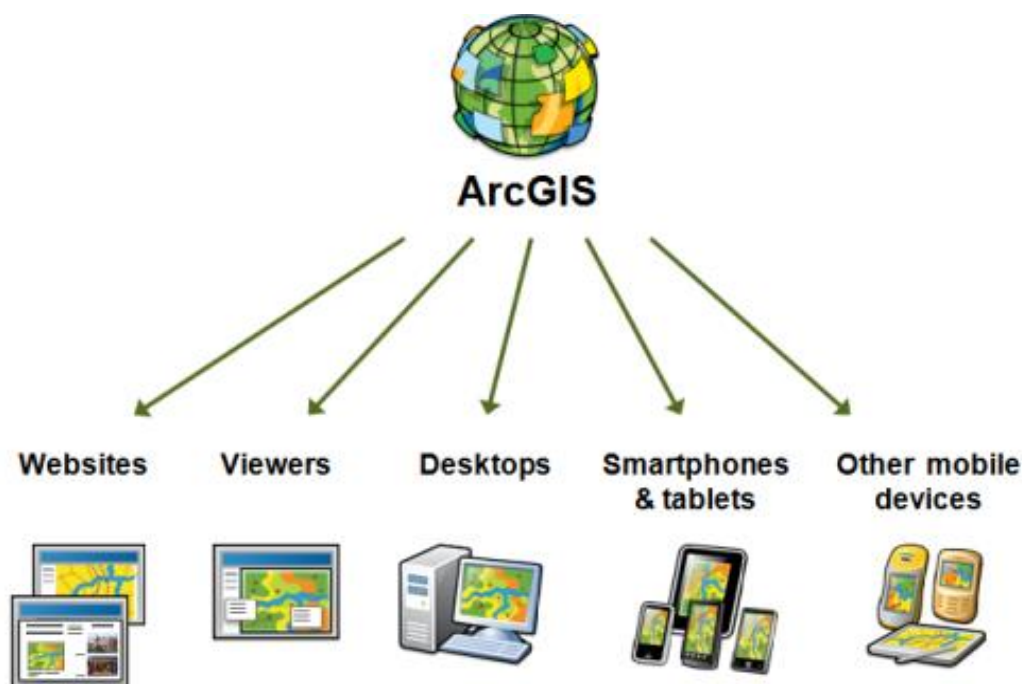 ArcGIS
Websites
Viewers
Desktops
Smartphones
& tablets
Other mobile
devices